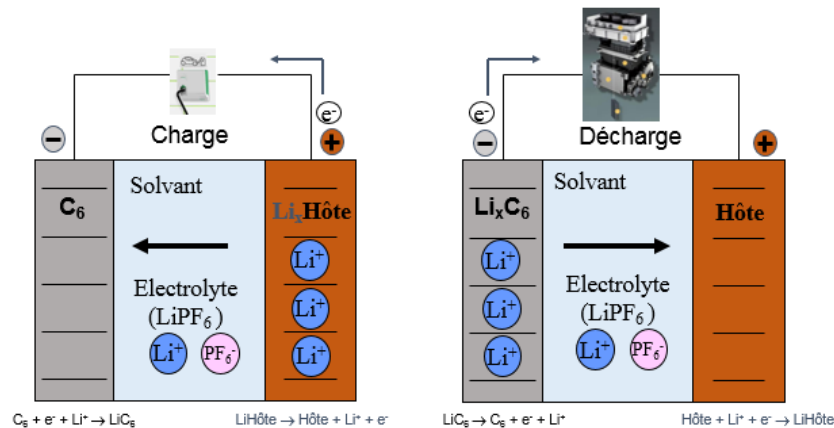 e⁻
−
Charge
+
Solvant
C₆
LiₓHôte
Li⁺
Electrolyte
Li⁺
(LiPF₆)
Li⁺
PF₆⁻
Li⁺
C₆ + e⁻ + Li⁺ → LiC₆
LiHôte → Hôte + Li⁺ + e⁻
e⁻
−
Décharge
+
Solvant
LiₓC₆
Hôte
Li⁺
Electrolyte
Li⁺
(LiPF₆)
Li⁺
Li⁺
PF₆⁻
LiC₆ → C₆ + e⁻ + Li⁺
Hôte + Li⁺ + e⁻ → LiHôte